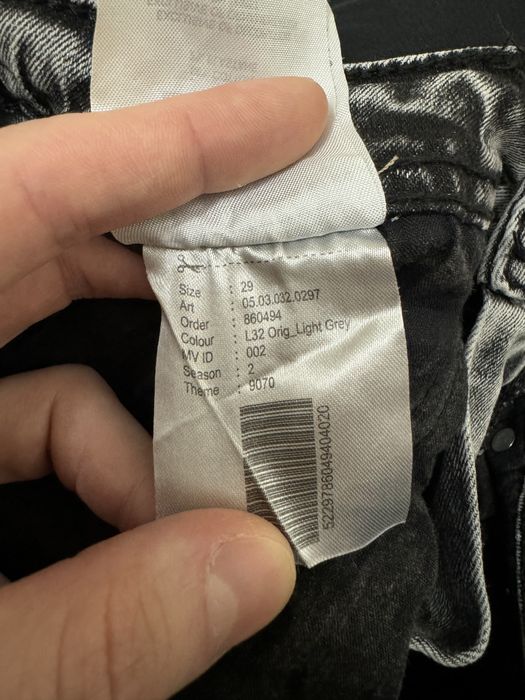 Size : 29
Art : 05.03.032.0297
Order : 860494
Colour : L32 Orig_Light Grey
MV ID : 002
Season : 2
Theme : 9070
5229786049404020